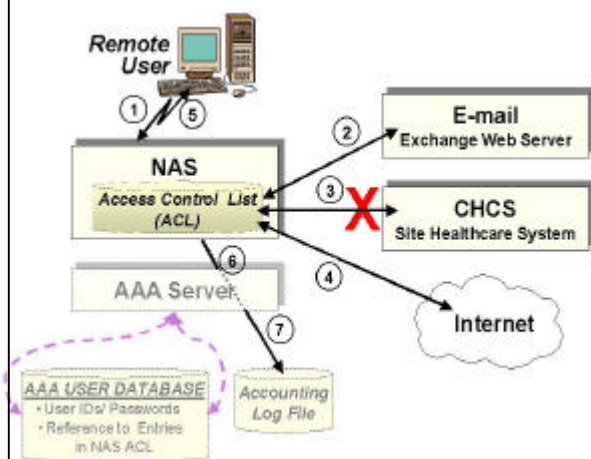 Remote
User
1
5
2
E-mail
Exchange Web Server
NAS
Access Control List
(ACL)
3
X
CHCS
Site Healthcare System
6
4
AAA Server
Internet
7
AAA USER DATABASE
• User IDs/ Passwords
• Reference to Entries
in NAS ACL
Accounting
Log File